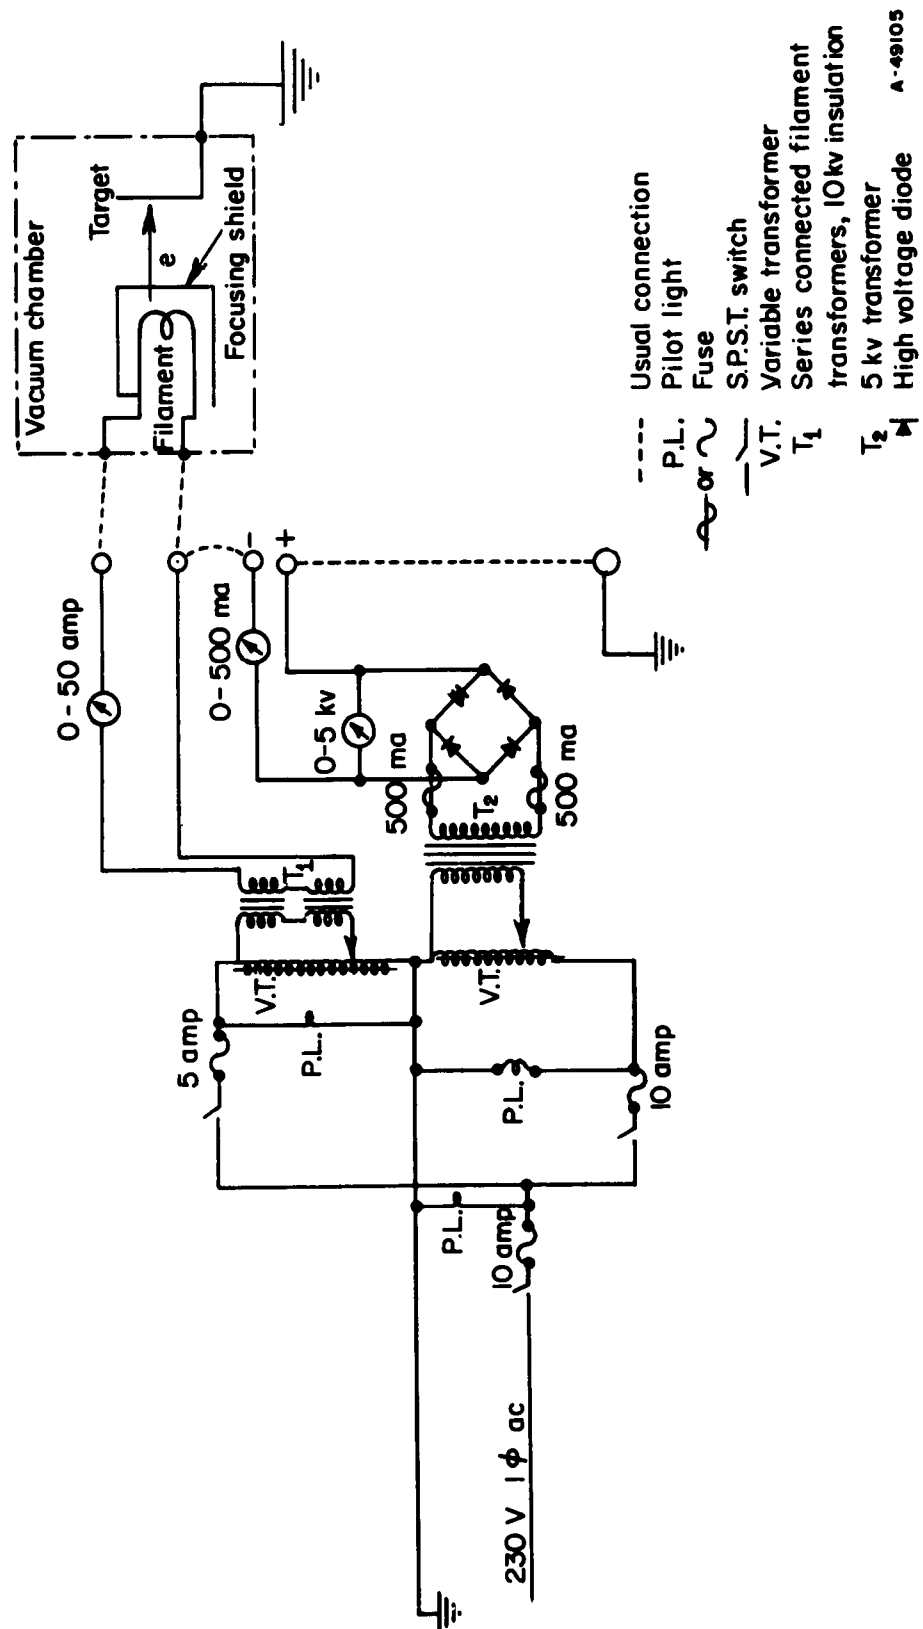 Vacuum chamber
Target
e
Filament
Focusing shield
0-50 amp
0-500 ma
-
+
0-5 kv
500 ma
T2
500 ma
T1
V.T.
V.T.
5 amp
P.L.
P.L.
10 amp
P.L.
10 amp
230 V 1 ϕ ac
Usual connection
P.L. Pilot light
or Fuse
S.P.S.T. switch
V.T. Variable transformer
T1 Series connected filament
transformers, 10kv insulation
T2 5 kv transformer
High voltage diode
A-49105